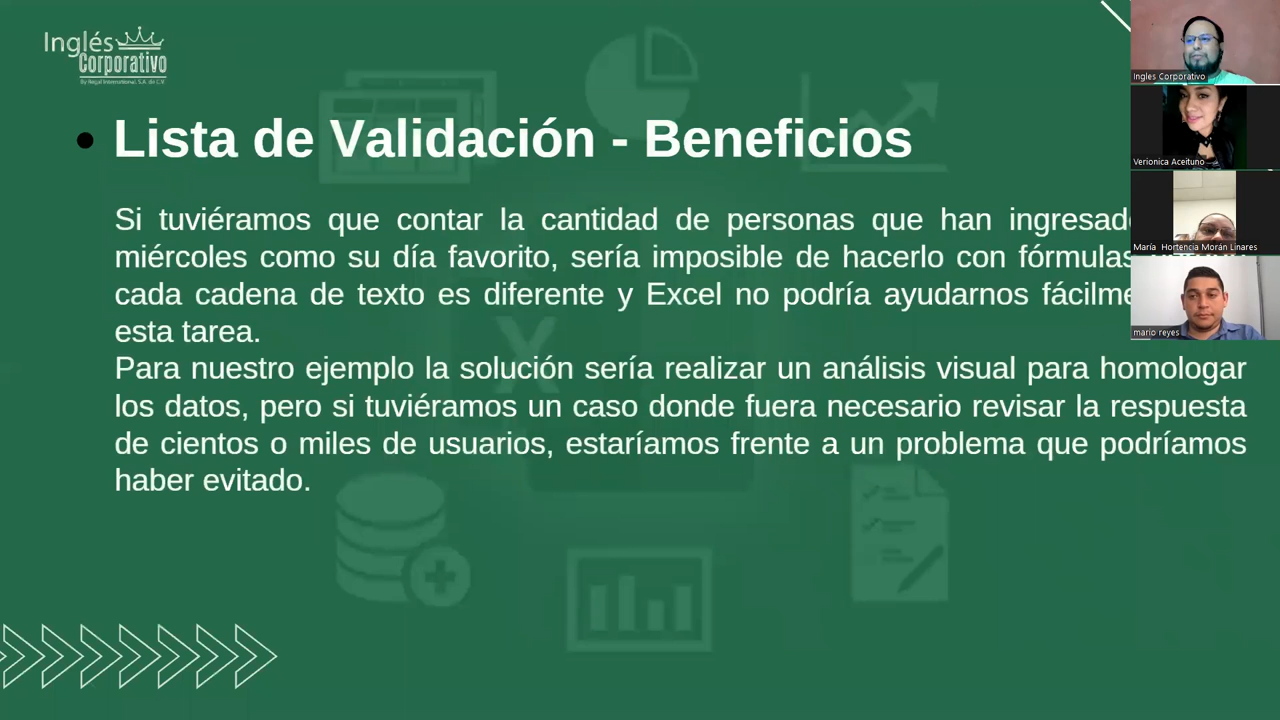 Inglés
Corporativo
By Regal International, S.A. de C.V.
Lista de Validación - Beneficios
Si tuviéramos que contar la cantidad de personas que han
miércoles como su día favorito, sería imposible de hacerlo con
cada cadena de texto es diferente y Excel no podría ayudarnos
esta tarea.
Para nuestro ejemplo la solución sería realizar un análisis visual para homologar
los datos, pero si tuviéramos un caso donde fuera necesario revisar la respuesta
de cientos o miles de usuarios, estaríamos frente a un problema que podríamos
haber evitado.
Ingles Corporativo
Verionica Aceituno
María Hortencia Morán Linares
mario reyes